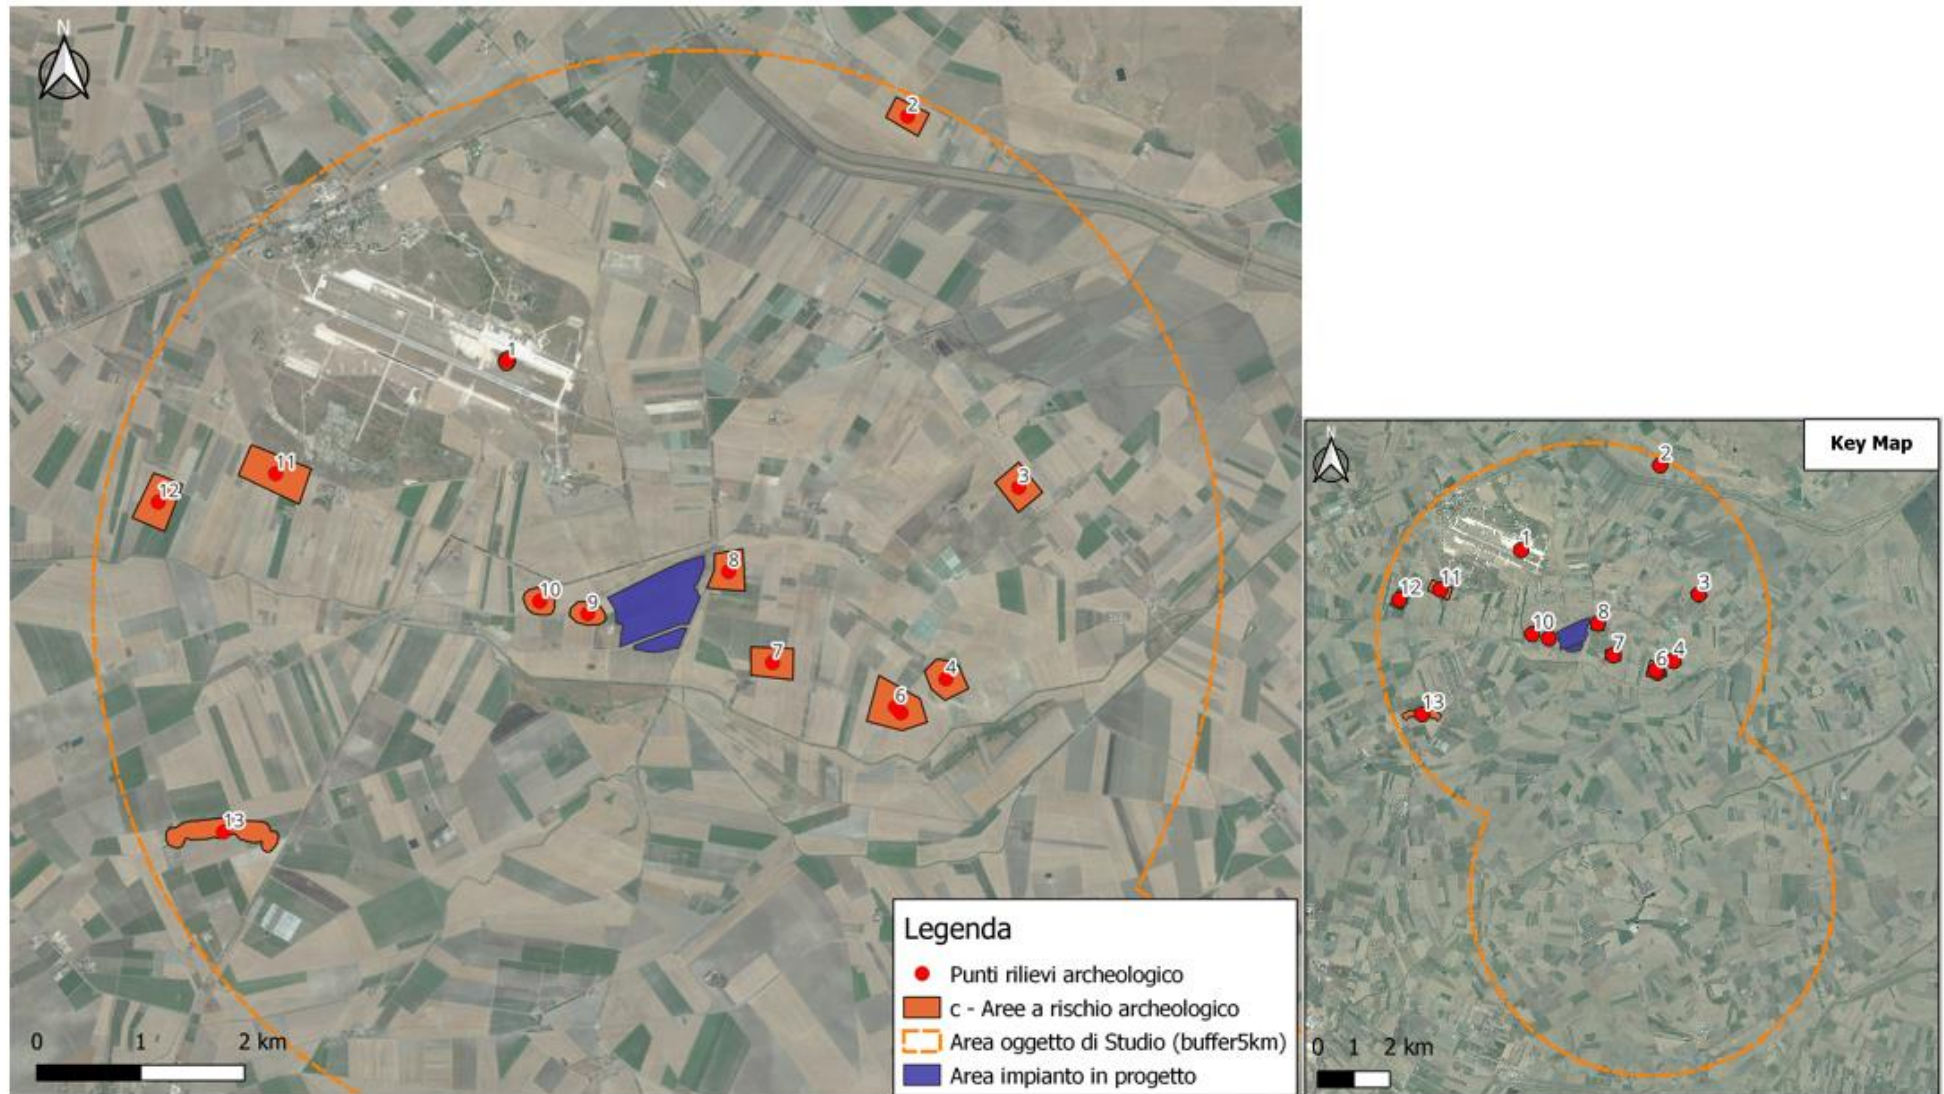 N
2
1
11
12
3
8
10
9
7
4
6
13
0 1 2 km
Legenda
Punti rilievi archeologico
c - Aree a rischio archeologico
Area oggetto di Studio (buffer5km)
Area impianto in progetto
Key Map
N
2
1
11
12
3
8
10
7
4
6
13
0 1 2 km